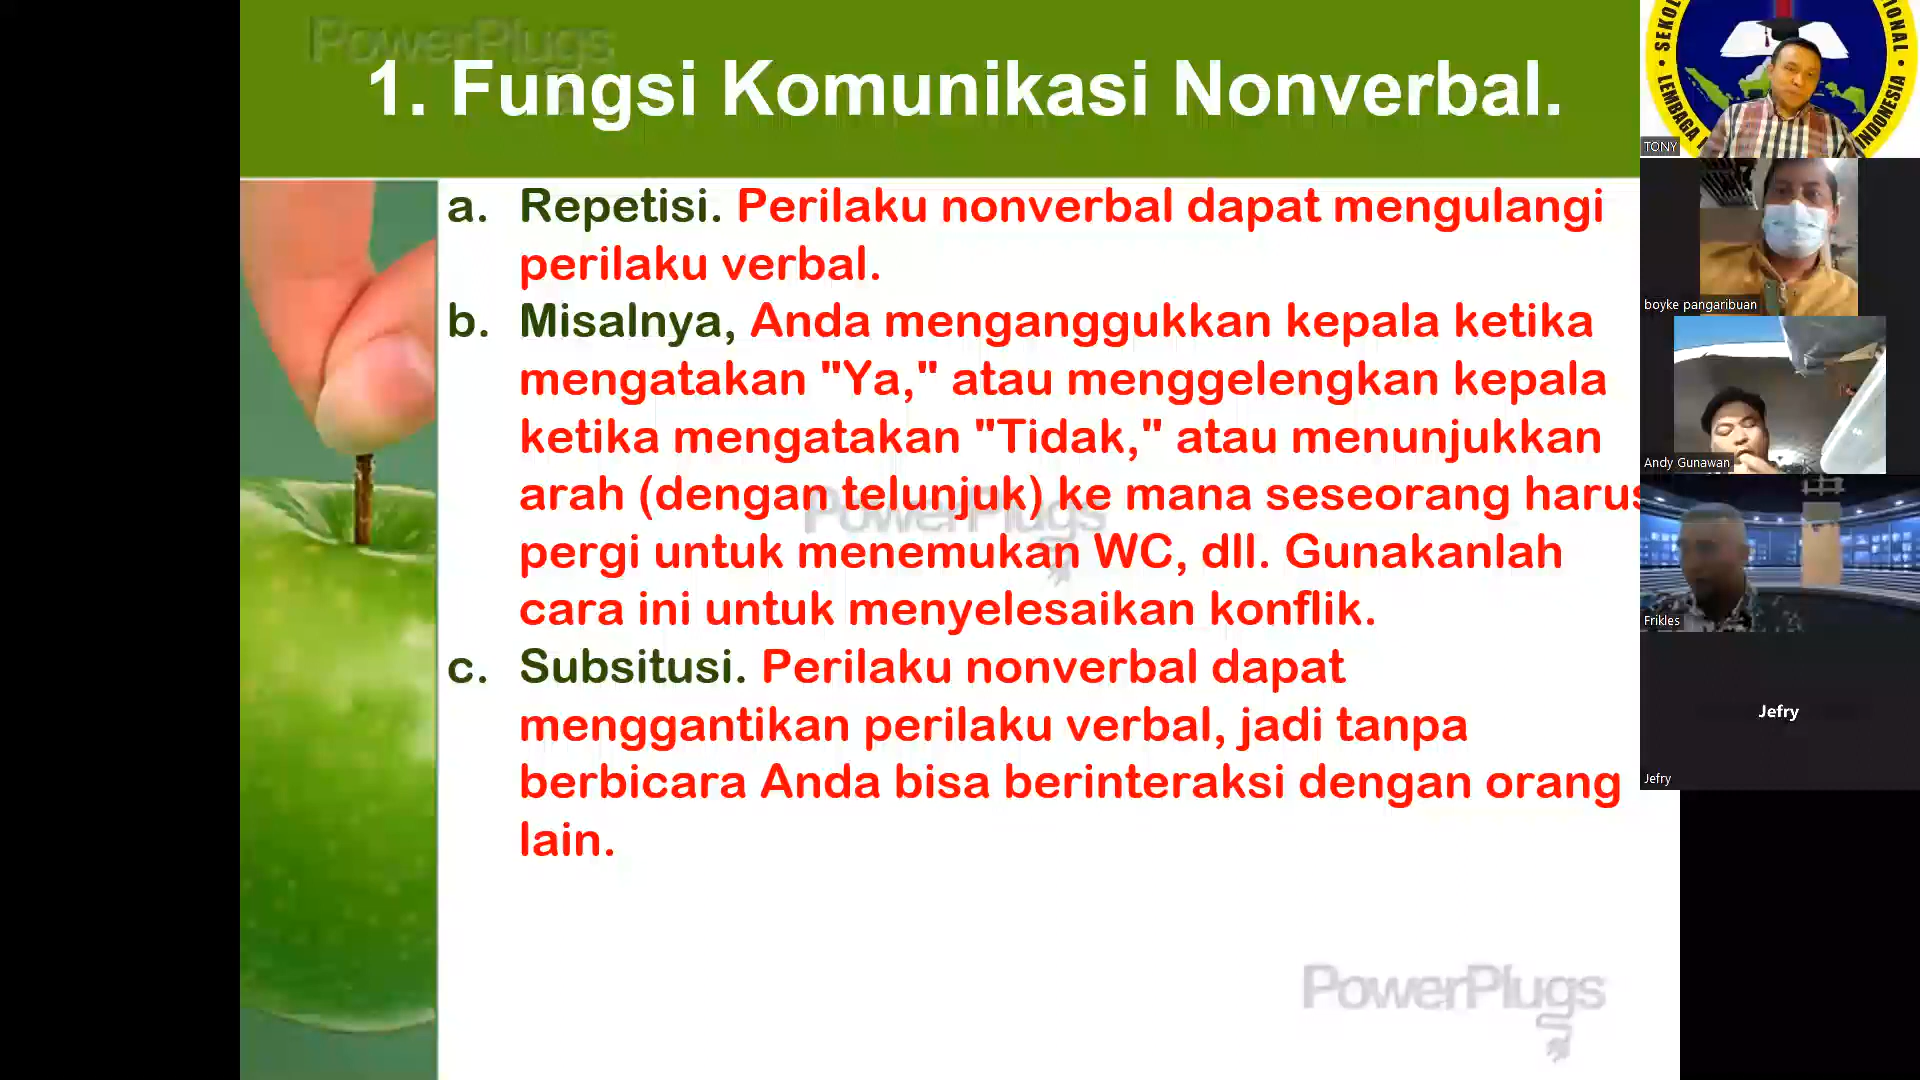 PowerPlugs
1. Fungsi Komunikasi Nonverbal.
a. Repetisi. Perilaku nonverbal dapat mengulangi
perilaku verbal.
b. Misalnya, Anda menganggukkan kepala ketika
mengatakan "Ya," atau menggelengkan kepala
ketika mengatakan "Tidak," atau menunjukkan
arah (dengan telunjuk) ke mana seseorang harus
PowerPlugs
pergi untuk menemukan WC, dll. Gunakanlah
cara ini untuk menyelesaikan konflik.
c. Subsitusi. Perilaku nonverbal dapat
menggantikan perilaku verbal, jadi tanpa
berbicara Anda bisa berinteraksi dengan orang
lain.
PowerPlugs
LEMBAGA
INDONESIA
TONY
boyke pangaribuan
Andy Gunawan
Frikles
Jefry
Jefry